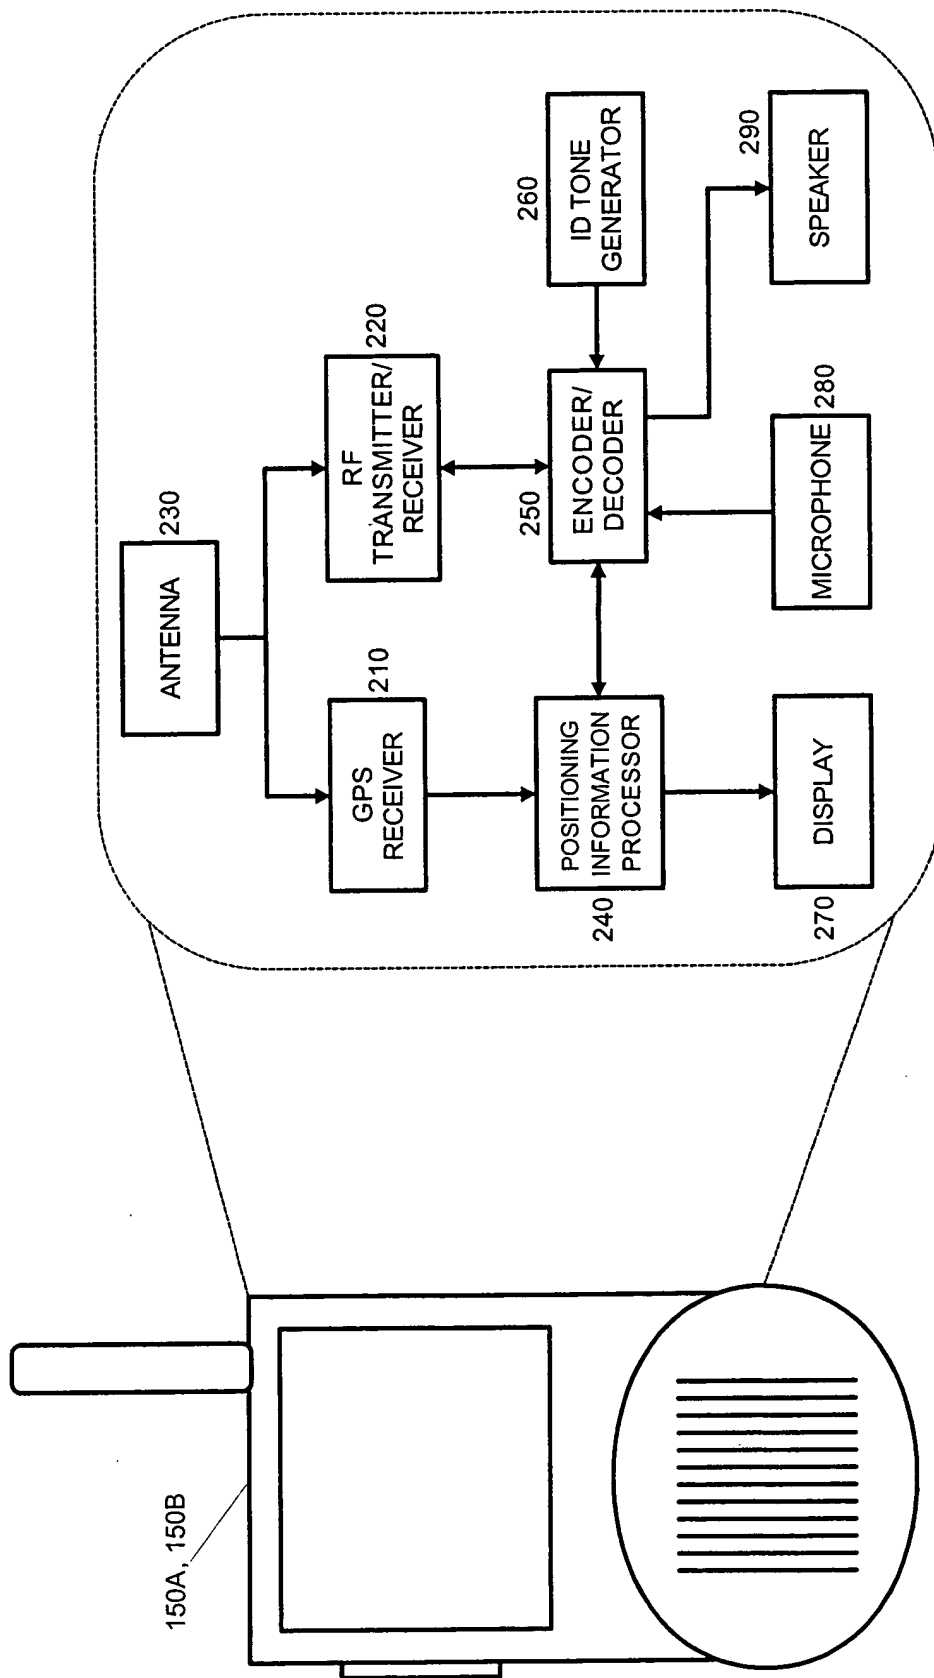 150A, 150B
ANTENNA
230
GPS
RECEIVER
210
RF
TRANSMITTER/
RECEIVER
220
POSITIONING
INFORMATION
PROCESSOR
240
ENCODER/
DECODER
250
ID TONE
GENERATOR
260
DISPLAY
270
MICROPHONE
280
SPEAKER
290